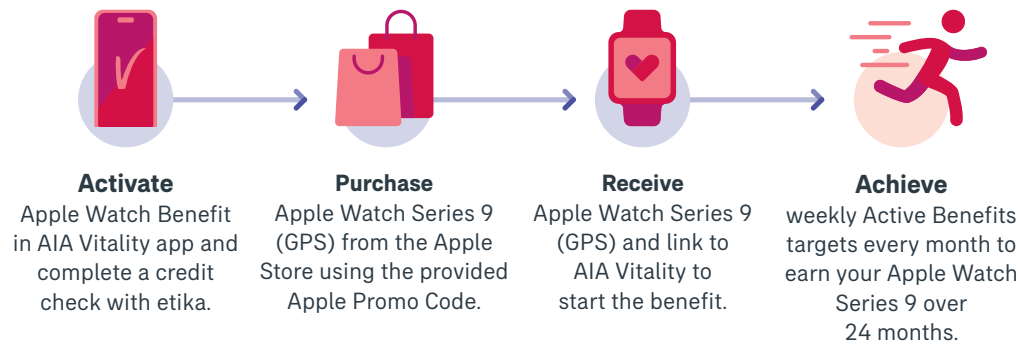 Activate
Apple Watch Benefit
in AIA Vitality app and
complete a credit
check with etika.
Purchase
Apple Watch Series 9
(GPS) from the Apple
Store using the provided
Apple Promo Code.
Receive
Apple Watch Series 9
(GPS) and link to
AIA Vitality to
start the benefit.
Achieve
weekly Active Benefits
targets every month to
earn your Apple Watch
Series 9 over
24 months.